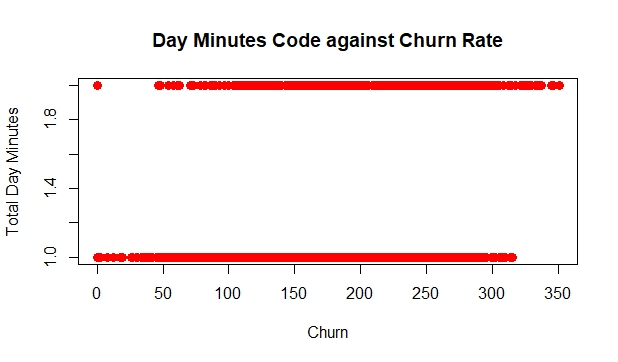 Day Minutes Code against Churn Rate
Total Day Minutes
1.8
1.4
1.0
0 50 100 150 200 250 300 350
Churn